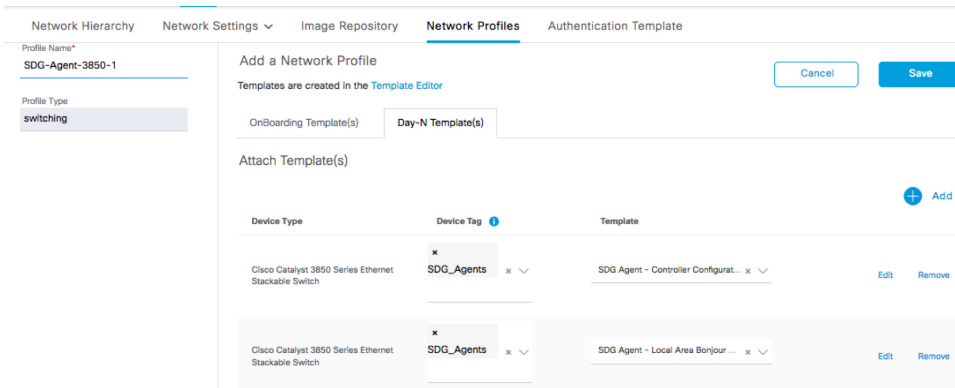 Network Hierarchy Network Settings Image Repository Network Profiles Authentication Template
Profile Name*
SDG-Agent-3850-1
Profile Type
switching
Add a Network Profile
Templates are created in the Template Editor
Cancel Save
OnBoarding Template(s) Day-N Template(s)
Attach Template(s)
Add
Device Type Device Tag Template
Cisco Catalyst 3850 Series Ethernet
Stackable Switch
SDG_Agents
SDG Agent - Controller Configurat...
Edit Remove
Cisco Catalyst 3850 Series Ethernet
Stackable Switch
SDG_Agents
SDG Agent - Local Area Bonjour ...
Edit Remove